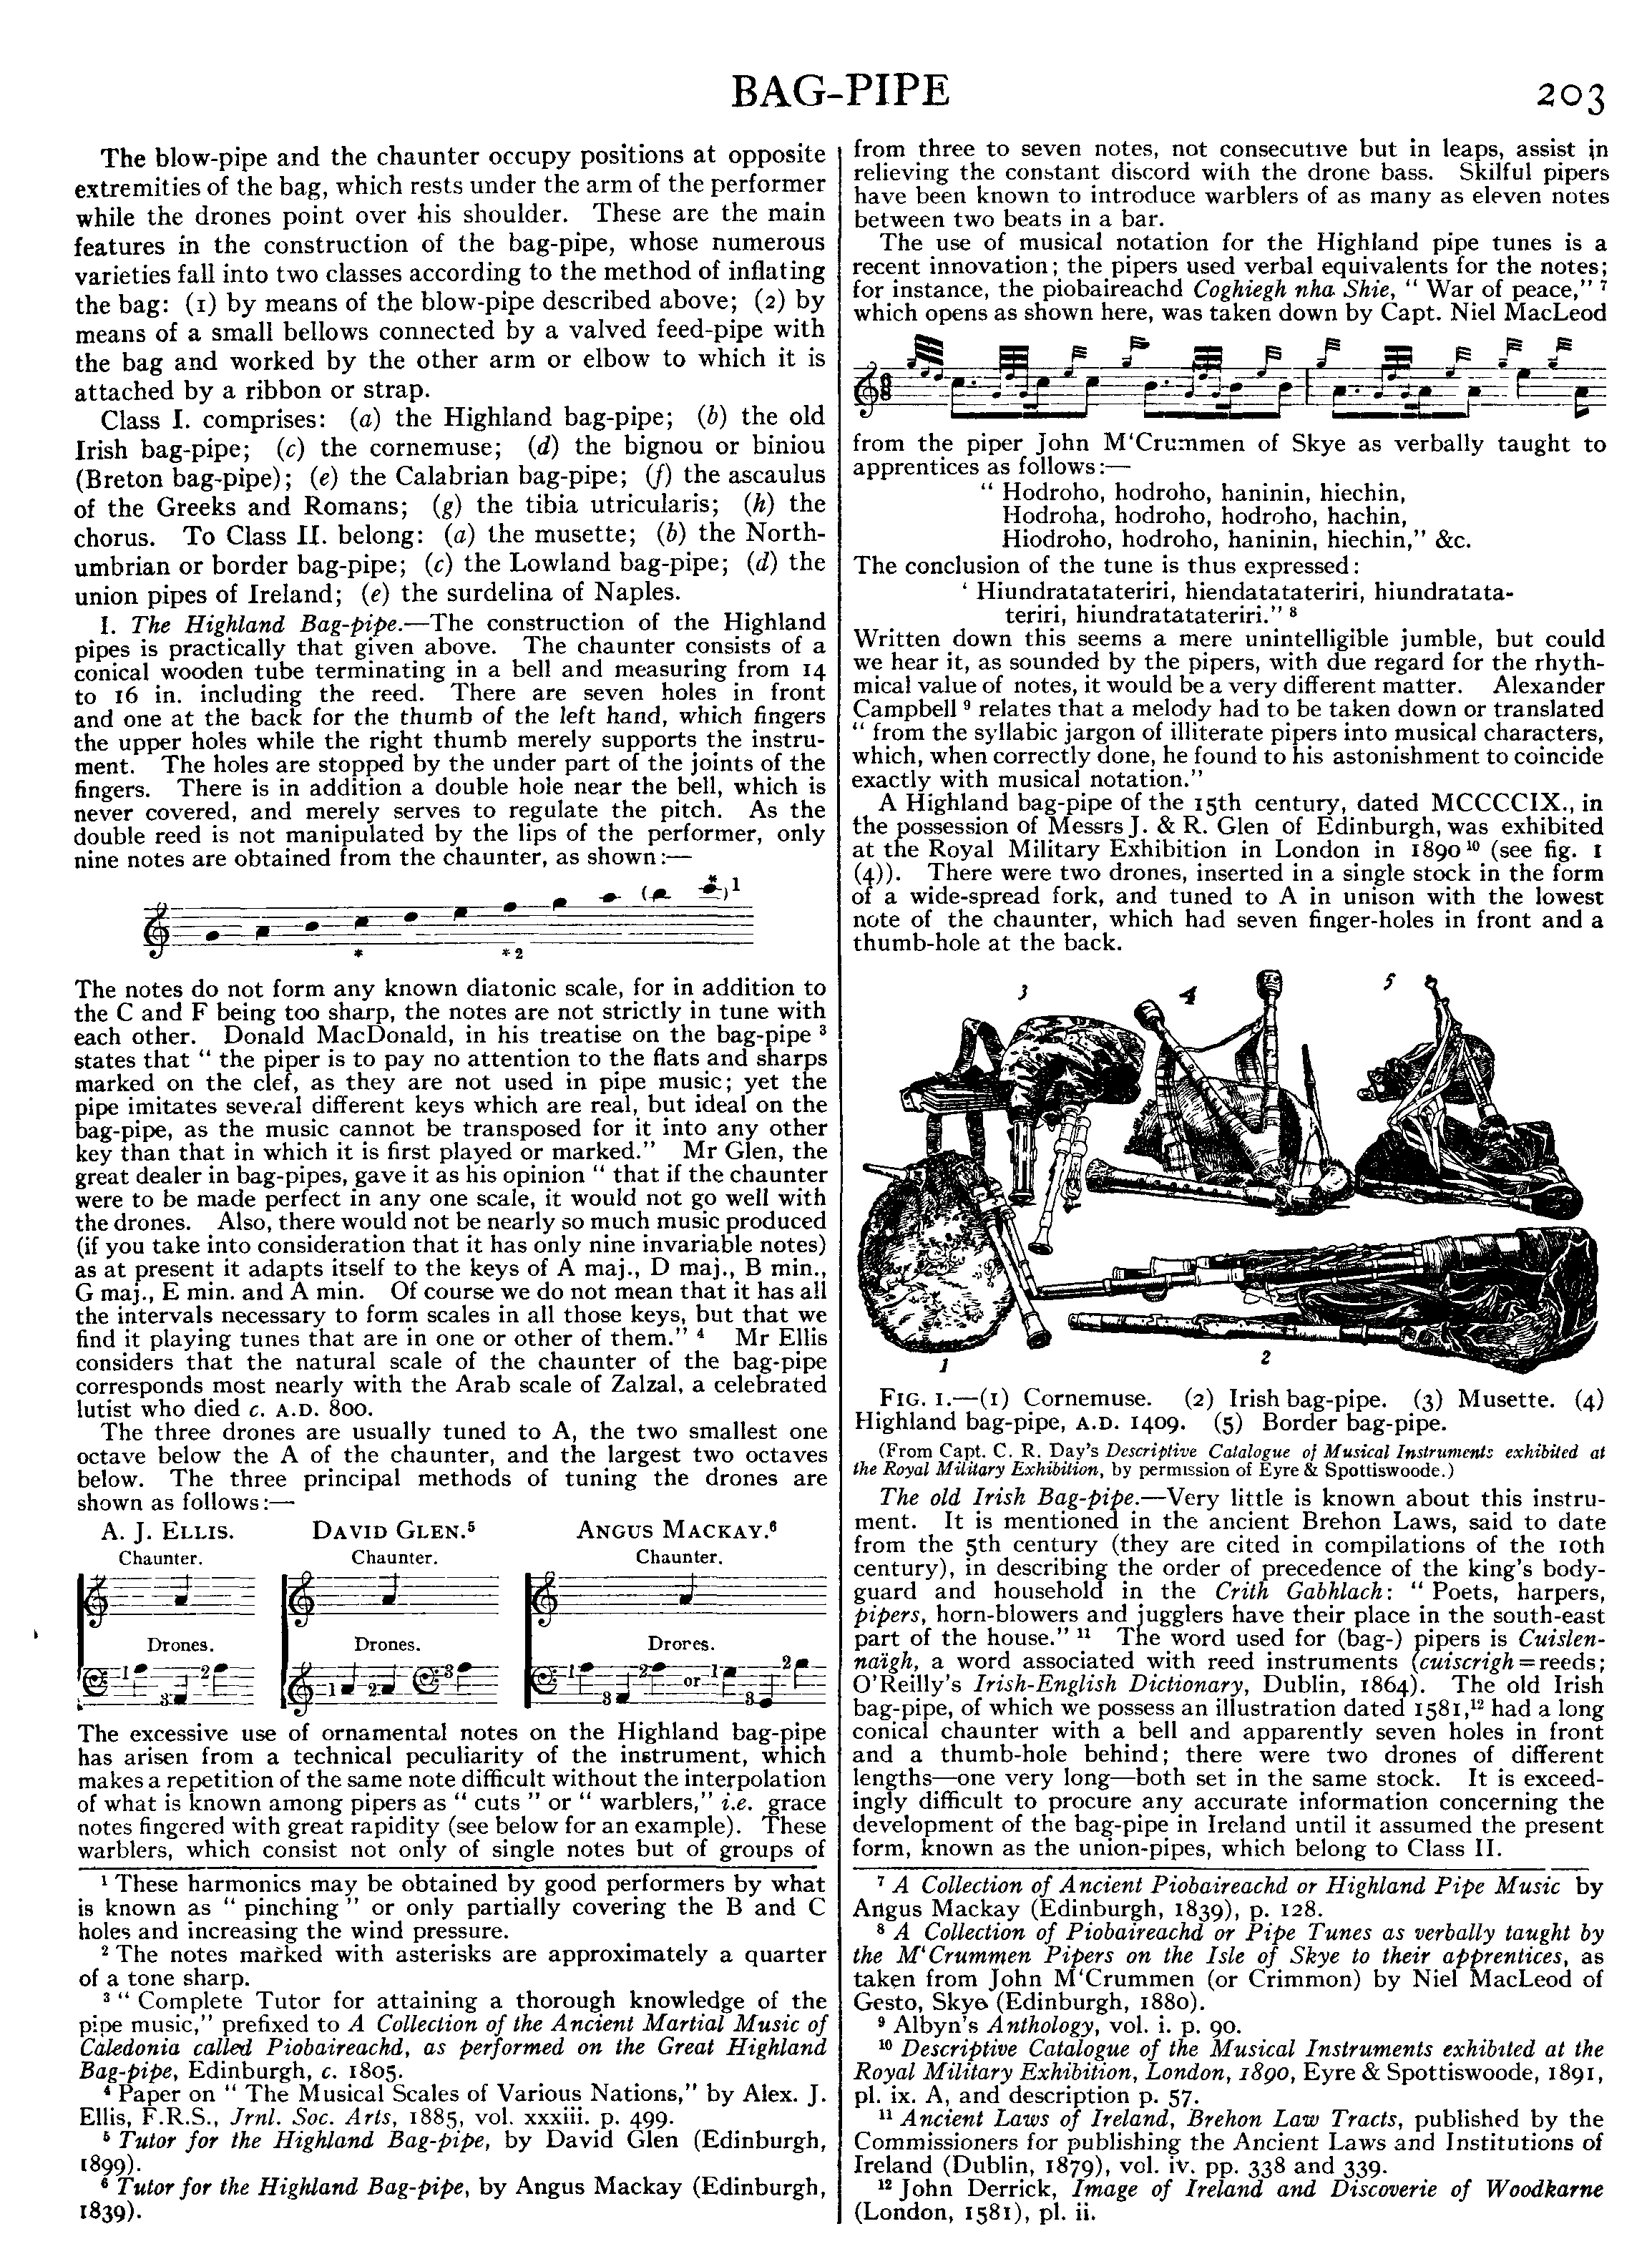 BAG-PIPE
203
The blow-pipe and the chaunter occupy positions at opposite
extremities of the bag, which rests under the arm of the performer
while the drones point over his shoulder. These are the main
features in the construction of the bag-pipe, whose numerous
varieties fall into two classes according to the method of inflating
the bag: (1) by means of the blow-pipe described above; (2) by
means of a small bellows connected by a valved feed-pipe with
the bag and worked by the other arm or elbow to which it is
attached by a ribbon or strap.
Class I. comprises: (a) the Highland bag-pipe; (b) the old
Irish bag-pipe; (c) the cornemuse; (d) the bignou or biniou
(Breton bag-pipe); (e) the Calabrian bag-pipe; (f) the ascaulus
of the Greeks and Romans; (g) the tibia utricularis; (h) the
chorus. To Class II. belong: (a) the musette; (b) the North-
umbrian or border bag-pipe; (c) the Lowland bag-pipe; (d) the
union pipes of Ireland; (e) the surdelina of Naples.
I. The Highland Bag-pipe.—The construction of the Highland
pipes is practically that given above. The chaunter consists of a
conical wooden tube terminating in a bell and measuring from 14
to 16 in. including the reed. There are seven holes in front
and one at the back for the thumb of the left hand, which fingers
the upper holes while the right thumb merely supports the instru-
ment. The holes are stopped by the under part of the joints of the
fingers. There is in addition a double hole near the bell, which is
never covered, and merely serves to regulate the pitch. As the
double reed is not manipulated by the lips of the performer, only
nine notes are obtained from the chaunter, as shown:—
( * )1
* * 2
The notes do not form any known diatonic scale, for in addition to
the C and F being too sharp, the notes are not strictly in tune with
each other. Donald MacDonald, in his treatise on the bag-pipe 3
states that “ the piper is to pay no attention to the flats and sharps
marked on the clef, as they are not used in pipe music; yet the
pipe imitates several different keys which are real, but ideal on the
bag-pipe, as the music cannot be transposed for it into any other
key than that in which it is first played or marked.” Mr Glen, the
great dealer in bag-pipes, gave it as his opinion “ that if the chaunter
were to be made perfect in any one scale, it would not go well with
the drones. Also, there would not be nearly so much music produced
(if you take into consideration that it has only nine invariable notes)
as at present it adapts itself to the keys of A maj., D maj., B min.,
G maj., E min. and A min. Of course we do not mean that it has all
the intervals necessary to form scales in all those keys, but that we
find it playing tunes that are in one or other of them.” 4 Mr Ellis
considers that the natural scale of the chaunter of the bag-pipe
corresponds most nearly with the Arab scale of Zalzal, a celebrated
lutist who died c. A.D. 800.
The three drones are usually tuned to A, the two smallest one
octave below the A of the chaunter, and the largest two octaves
below. The three principal methods of tuning the drones are
shown as follows:—
A. J. ELLIS. DAVID GLEN.5 ANGUS MACKAY.6
Chaunter. Chaunter. Chaunter.
Drones. Drones. Drones.
1 3 2 1 2 3 1 3 2 or 1 3 2
The excessive use of ornamental notes on the Highland bag-pipe
has arisen from a technical peculiarity of the instrument, which
makes a repetition of the same note difficult without the interpolation
of what is known among pipers as “ cuts ” or “ warblers,” i.e. grace
notes fingered with great rapidity (see below for an example). These
warblers, which consist not only of single notes but of groups of
1 These harmonics may be obtained by good performers by what
is known as “ pinching ” or only partially covering the B and C
holes and increasing the wind pressure.
2 The notes marked with asterisks are approximately a quarter
of a tone sharp.
3 “ Complete Tutor for attaining a thorough knowledge of the
pipe music,” prefixed to A Collection of the Ancient Martial Music of
Caledonia called Piobaireachd, as performed on the Great Highland
Bag-pipe, Edinburgh, c. 1805.
4 Paper on “ The Musical Scales of Various Nations,” by Alex. J.
Ellis, F.R.S., Jrnl. Soc. Arts, 1885, vol. xxxiii. p. 499.
5 Tutor for the Highland Bag-pipe, by David Glen (Edinburgh,
1899).
6 Tutor for the Highland Bag-pipe, by Angus Mackay (Edinburgh,
1839).
from three to seven notes, not consecutive but in leaps, assist in
relieving the constant discord with the drone bass. Skilful pipers
have been known to introduce warblers of as many as eleven notes
between two beats in a bar.
The use of musical notation for the Highland pipe tunes is a
recent innovation; the pipers used verbal equivalents for the notes;
for instance, the piobaireachd Coghiegh nha Shie, “ War of peace,” 7
which opens as shown here, was taken down by Capt. Niel MacLeod
6
8
from the piper John M‘Crummen of Skye as verbally taught to
apprentices as follows:—
“ Hodroho, hodroho, haninin, hiechin,
Hodroha, hodroho, hodroho, hachin,
Hiodroho, hodroho, haninin, hiechin,” &c.
The conclusion of the tune is thus expressed:
‘ Hiundratatateriri, hiendatatateriri, hiundratata-
teriri, hiundratatateriri.” 8
Written down this seems a mere unintelligible jumble, but could
we hear it, as sounded by the pipers, with due regard for the rhyth-
mical value of notes, it would be a very different matter. Alexander
Campbell 9 relates that a melody had to be taken down or translated
“ from the syllabic jargon of illiterate pipers into musical characters,
which, when correctly done, he found to his astonishment to coincide
exactly with musical notation.”
A Highland bag-pipe of the 15th century, dated MCCCCIX., in
the possession of Messrs J. & R. Glen of Edinburgh, was exhibited
at the Royal Military Exhibition in London in 1890 10 (see fig. 1
(4)). There were two drones, inserted in a single stock in the form
of a wide-spread fork, and tuned to A in unison with the lowest
note of the chaunter, which had seven finger-holes in front and a
thumb-hole at the back.
3 4 5
1 2
FIG. 1.—(1) Cornemuse. (2) Irish bag-pipe. (3) Musette. (4)
Highland bag-pipe, A.D. 1409. (5) Border bag-pipe.
(From Capt. C. R. Day's Descriptive Catalogue of Musical Instruments exhibited at
the Royal Military Exhibition, by permission of Eyre & Spottiswoode.)
The old Irish Bag-pipe.—Very little is known about this instru-
ment. It is mentioned in the ancient Brehon Laws, said to date
from the 5th century (they are cited in compilations of the 10th
century), in describing the order of precedence of the king's body-
guard and household in the Crith Gabhlach: “ Poets, harpers,
pipers, horn-blowers and jugglers have their place in the south-east
part of the house.” 11 The word used for (bag-) pipers is Cuislen-
naïgh, a word associated with reed instruments (cuiscrigh=reeds;
O'Reilly's Irish-English Dictionary, Dublin, 1864). The old Irish
bag-pipe, of which we possess an illustration dated 1581,12 had a long
conical chaunter with a bell and apparently seven holes in front
and a thumb-hole behind; there were two drones of different
lengths—one very long—both set in the same stock. It is exceed-
ingly difficult to procure any accurate information concerning the
development of the bag-pipe in Ireland until it assumed the present
form, known as the union-pipes, which belong to Class II.
7 A Collection of Ancient Piobaireachd or Highland Pipe Music by
Angus Mackay (Edinburgh, 1839), p. 128.
8 A Collection of Piobaireachd or Pipe Tunes as verbally taught by
the M‘Crummen Pipers on the Isle of Skye to their apprentices, as
taken from John M‘Crummen (or Crimmon) by Niel MacLeod of
Gesto, Skye (Edinburgh, 1880).
9 Albyn's Anthology, vol. i. p. 90.
10 Descriptive Catalogue of the Musical Instruments exhibited at the
Royal Military Exhibition, London, 1890, Eyre & Spottiswoode, 1891,
pl. ix. A, and description p. 57.
11 Ancient Laws of Ireland, Brehon Law Tracts, published by the
Commissioners for publishing the Ancient Laws and Institutions of
Ireland (Dublin, 1879), vol. iv. pp. 338 and 339.
12 John Derrick, Image of Ireland and Discoverie of Woodkarne
(London, 1581), pl. ii.